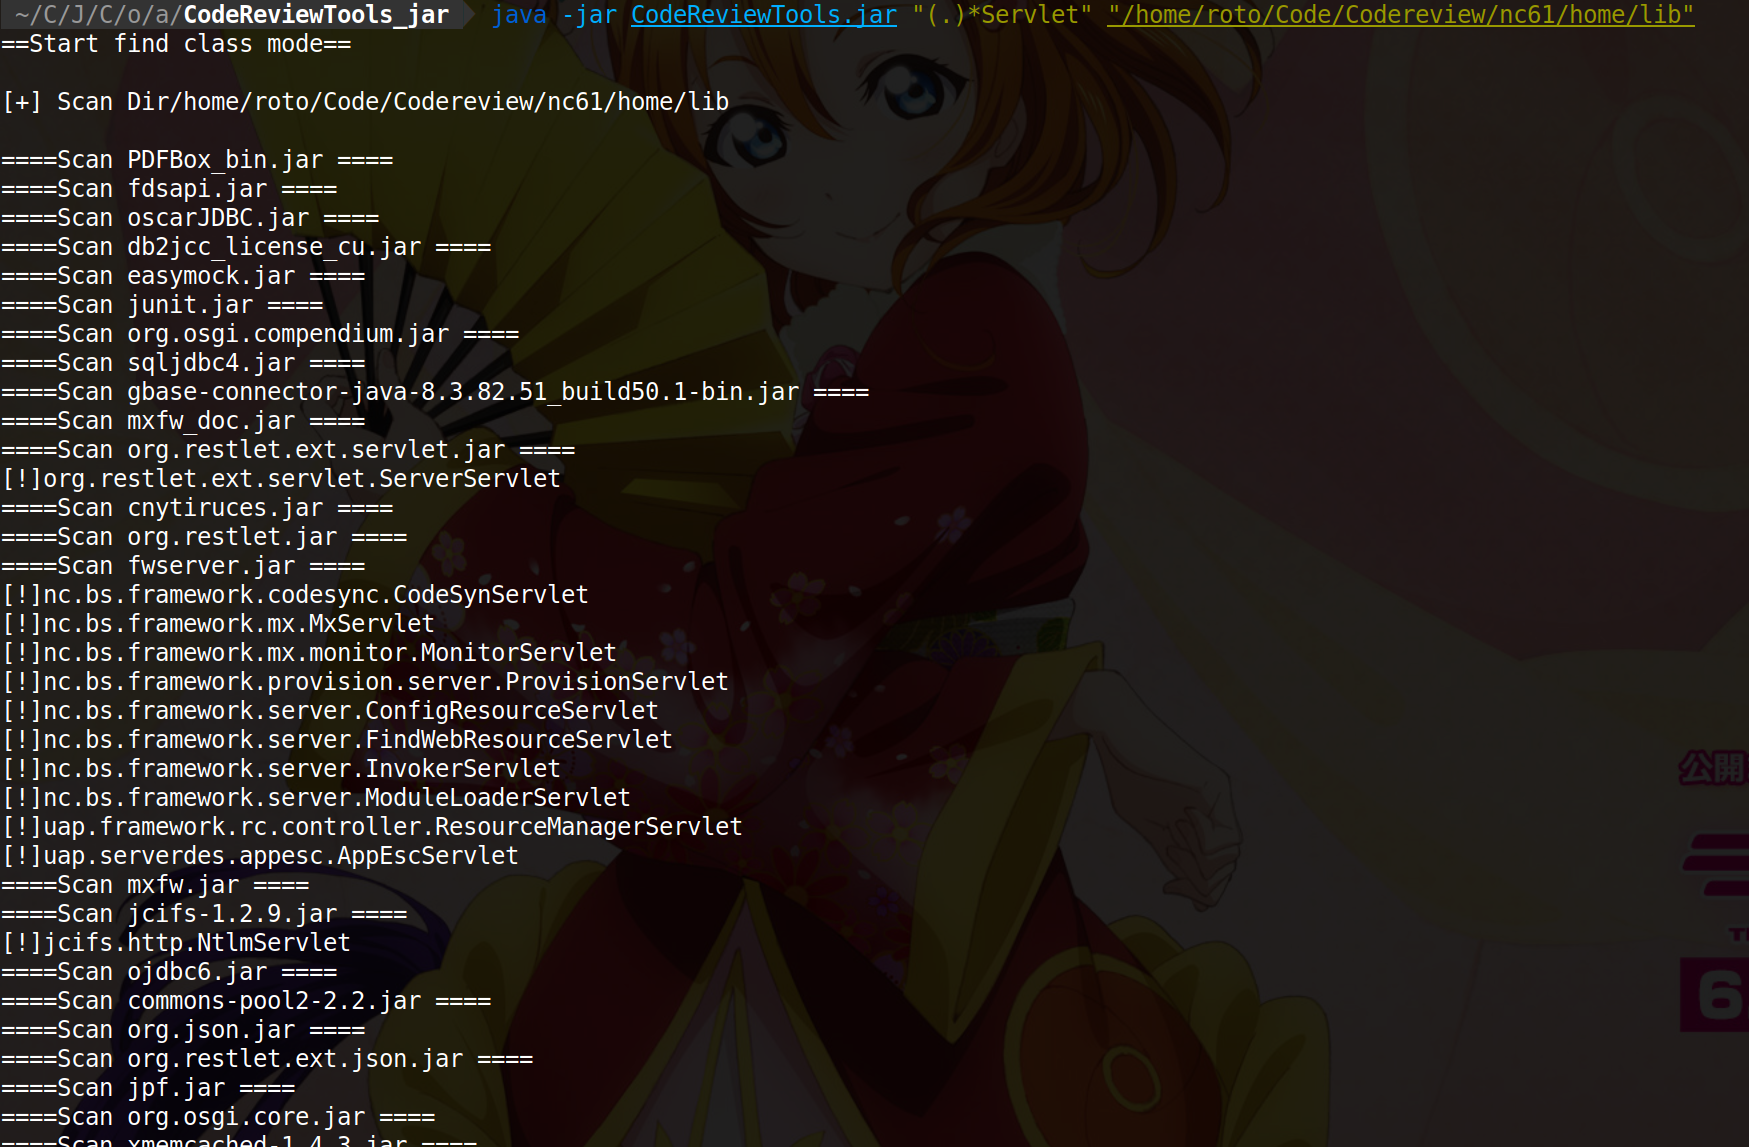 ~/C/J/C/o/a/CodeReviewTools_jar java -jar CodeReviewTools.jar "(.)*Servlet" "/home/roto/Code/Codereview/nc61/home/lib"
==Start find class mode==
[+] Scan Dir/home/roto/Code/Codereview/nc61/home/lib
====Scan PDFBox_bin.jar ====
====Scan fdsapi.jar ====
====Scan oscarJDBC.jar ====
====Scan db2jcc_license_cu.jar ====
====Scan easymock.jar ====
====Scan junit.jar ====
====Scan org.osgi.compendium.jar ====
====Scan sqljdbc4.jar ====
====Scan gbase-connector-java-8.3.82.51_build50.1-bin.jar ====
====Scan mxfw_doc.jar ====
====Scan org.restlet.ext.servlet.jar ====
[!]org.restlet.ext.servlet.ServerServlet
====Scan cnytiruces.jar ====
====Scan org.restlet.jar ====
====Scan fwserver.jar ====
[!]nc.bs.framework.codesync.CodeSynServlet
[!]nc.bs.framework.mx.MxServlet
[!]nc.bs.framework.mx.monitor.MonitorServlet
[!]nc.bs.framework.provision.server.ProvisionServlet
[!]nc.bs.framework.server.ConfigResourceServlet
[!]nc.bs.framework.server.FindWebResourceServlet
[!]nc.bs.framework.server.InvokerServlet
[!]nc.bs.framework.server.ModuleLoaderServlet
[!]uap.framework.rc.controller.ResourceManagerServlet
[!]uap.serverdes.appesc.AppEscServlet
====Scan mxfw.jar ====
====Scan jcifs-1.2.9.jar ====
[!]jcifs.http.NtlmServlet
====Scan ojdbc6.jar ====
====Scan commons-pool2-2.2.jar ====
====Scan org.json.jar ====
====Scan org.restlet.ext.json.jar ====
====Scan jpf.jar ====
====Scan org.osgi.core.jar ====
====Scan xmemcached-1.4.3.jar ====
公開
6